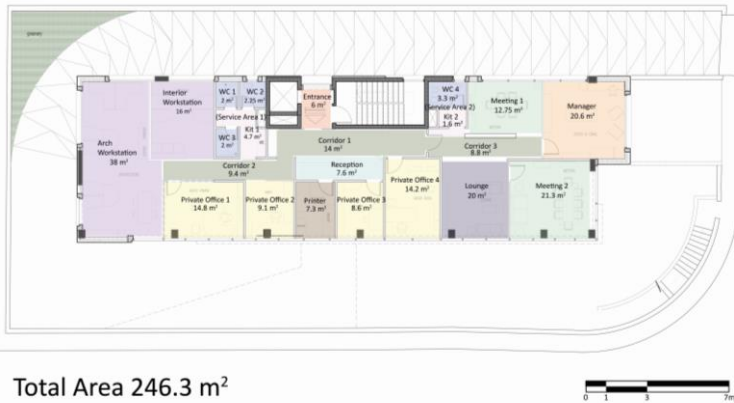 WC 1
2 m²
WC 2
2.25 m²
Interior
Workstation
16 m²
Entrance
6 m²
WC 4
3.3 m²
(Service Area 2)
Kit 2
1.6 m²
Meeting 1
12.75 m²
Manager
20.6 m²
(Service Area 1)
Kit 1
4.7 m²
WC 3
2 m²
Arch
Workstation
38 m²
Corridor 1
14 m²
Corridor 3
8.8 m²
Corridor 2
9.4 m²
Reception
7.6 m²
Private Office 4
14.2 m²
Lounge
20 m²
Meeting 2
21.3 m²
Private Office 1
14.8 m²
Private Office 2
9.1 m²
Printer
7.3 m²
Private Office 3
8.6 m²
Total Area 246.3 m²
0 1 3 7m